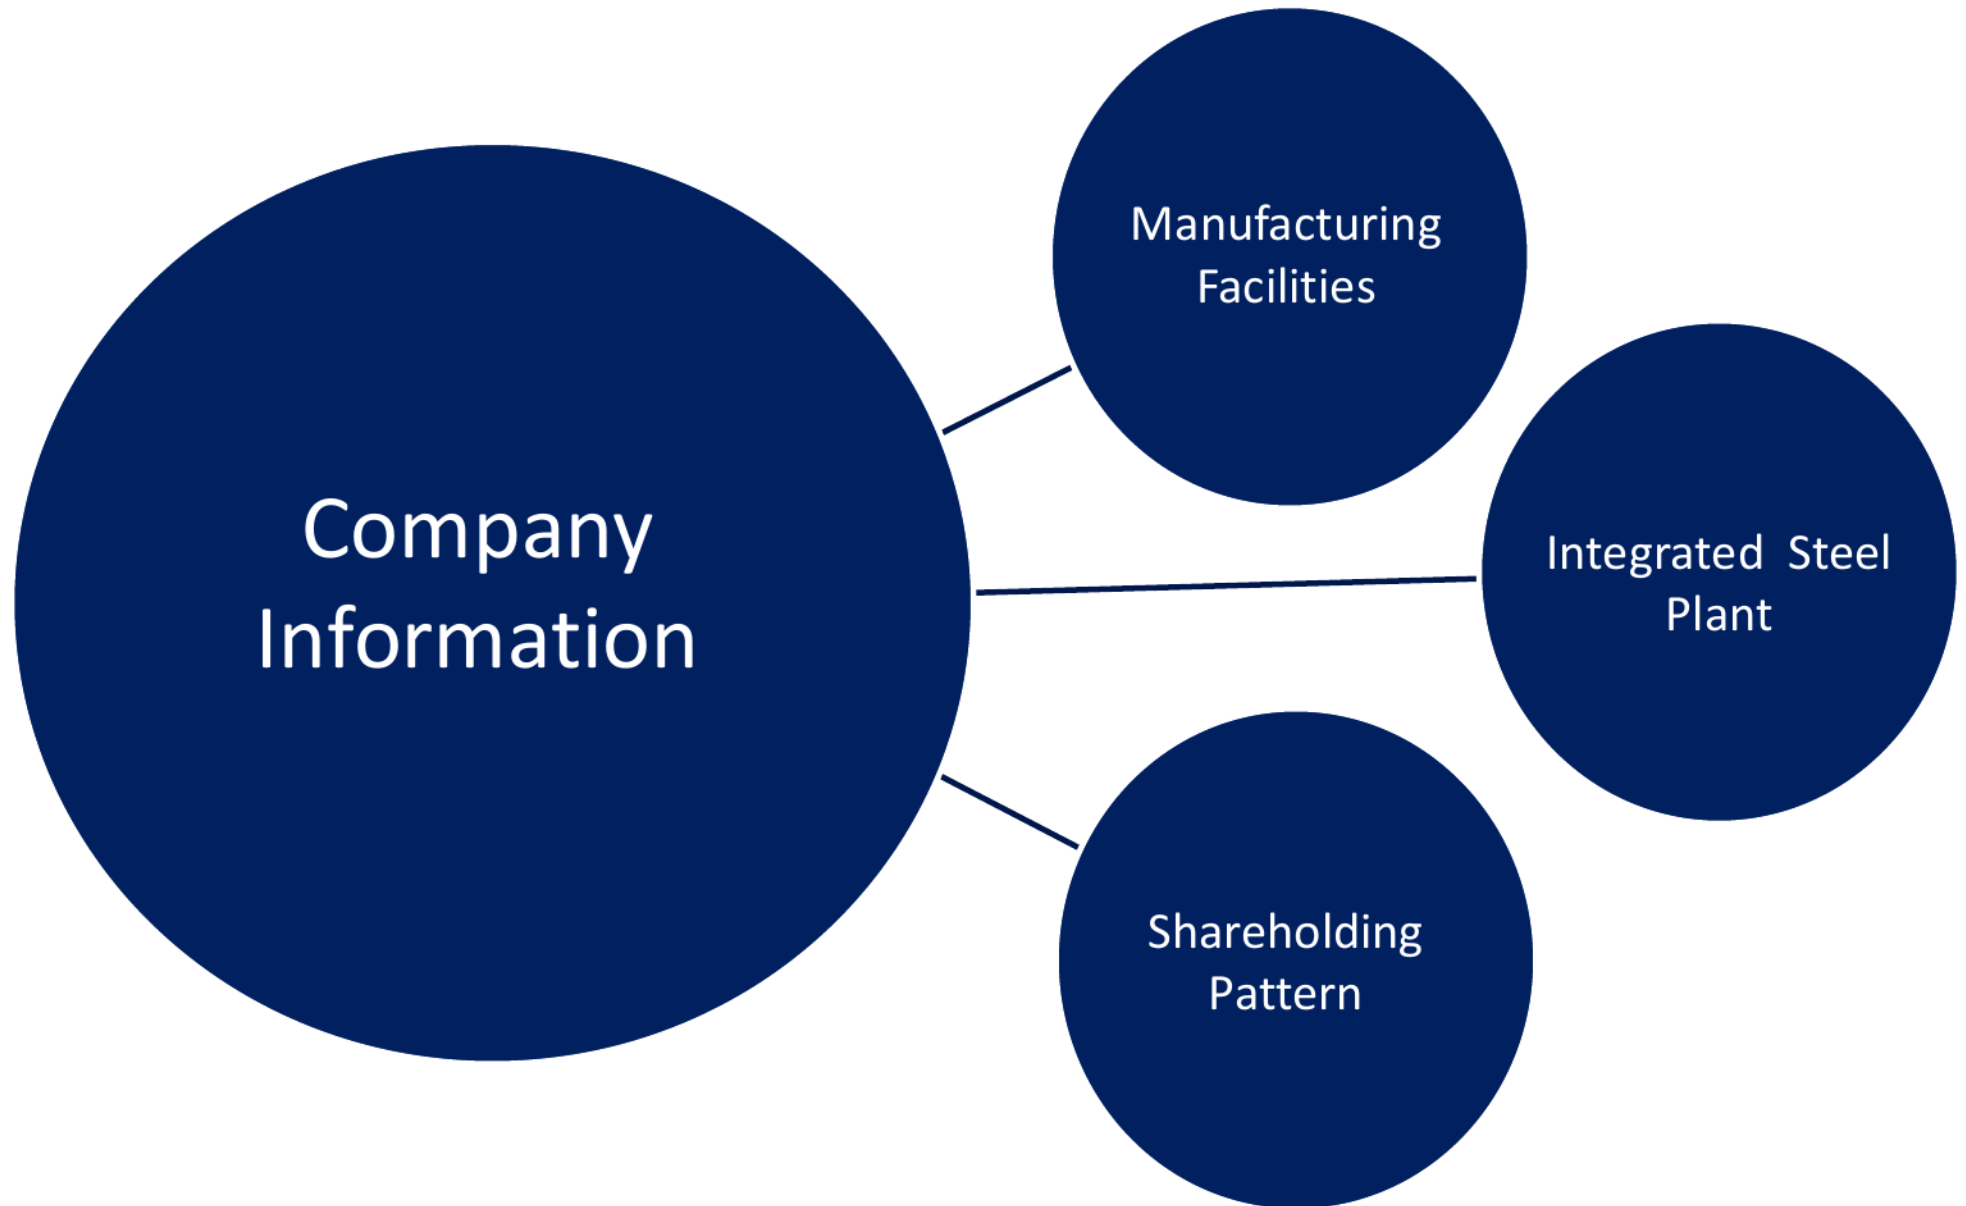 Company
Information
Manufacturing
Facilities
Integrated Steel
Plant
Shareholding
Pattern